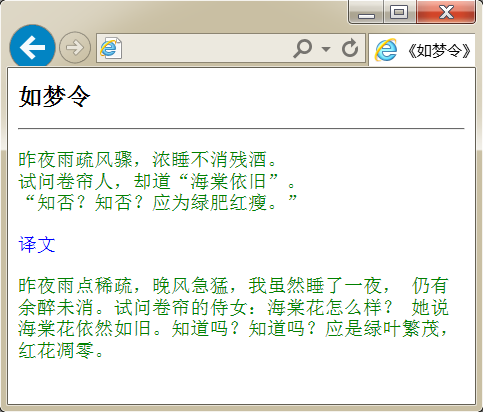 《如梦令》
如梦令
昨夜雨疏风骤，浓睡不消残酒。
试问卷帘人，却道“海棠依旧”。
“知否？知否？应为绿肥红瘦。”
译文
昨夜雨点稀疏，晚风急猛，我虽然睡了一夜， 仍有
余醉未消。试问卷帘的侍女：海棠花怎么样？ 她说
海棠花依然如旧。知道吗？知道吗？应是绿叶繁茂，
红花凋零。